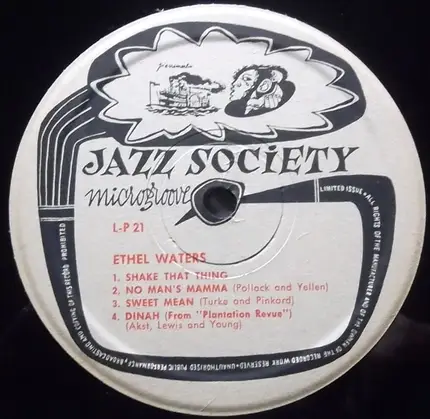 presents
JAZZ SOCIETY
microgroove
L-P 21
LIMITED ISSUE • ALL RIGHTS OF THE MANUFACTURER AND OF THE OWNER OF THE RECORDED WORK RESERVED • UNAUTHORISED PUBLIC PERFORMANCE, BROADCASTING AND COPYING OF THIS RECORD PROHIBITED
ETHEL WATERS
1. SHAKE THAT THING
2. NO MAN'S MAMMA (Pollock and Yellen)
3. SWEET MEAN (Turke and Pinkard)
4. DINAH (From "Plantation Revue")
(Akst, Lewis and Young)